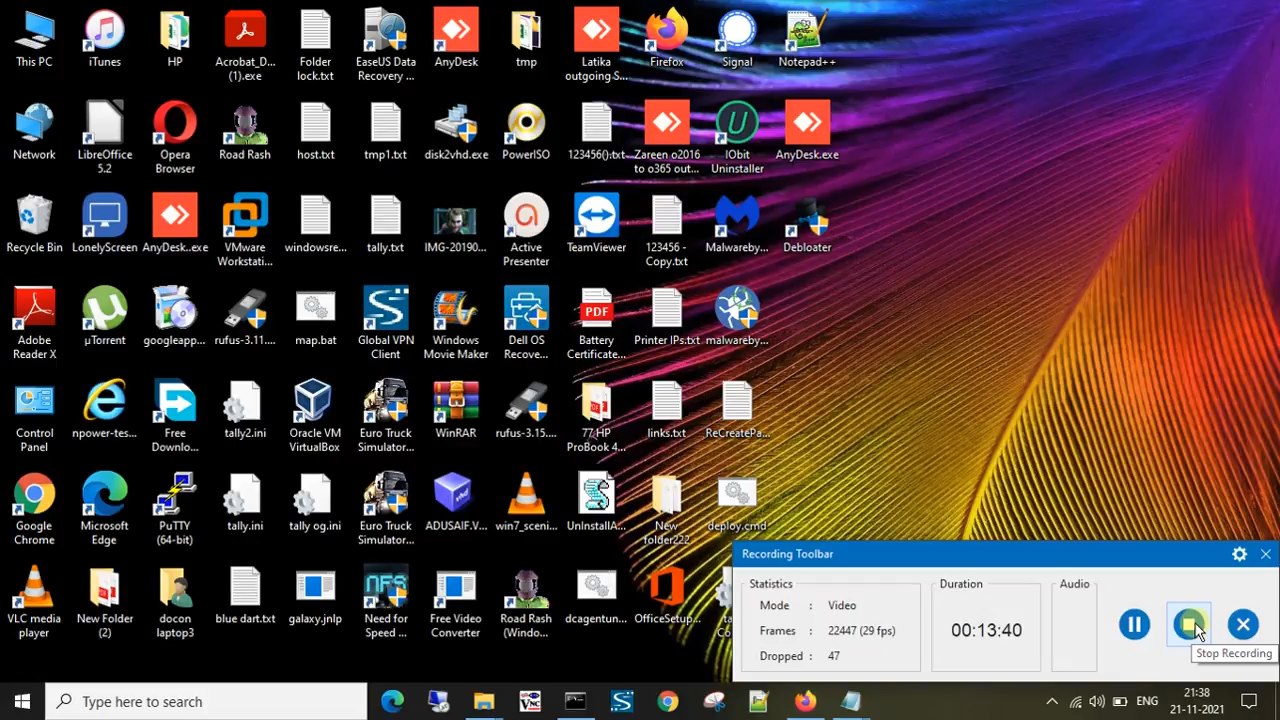 This PC
iTunes
HP
Acrobat_D...
(1).exe
Folder
lock.txt
EaseUS Data
Recovery ...
AnyDesk
tmp
Latika
outgoing S...
Firefox
Signal
Notepad++
Network
LibreOffice
5.2
Opera
Browser
Road Rash
host.txt
tmp1.txt
disk2vhd.exe
PowerISO
123456().txt
Zareen o2016
to o365 out...
IObit
Uninstaller
AnyDesk.exe
Recycle Bin
LonelyScreen
AnyDesk..exe
VMware
Workstati...
windowsre...
tally.txt
IMG-20190...
Active
Presenter
TeamViewer
123456 -
Copy.txt
Malwareby...
Debloater
Adobe
Reader X
µTorrent
googleapp...
rufus-3.11....
map.bat
Global VPN
Client
Windows
Movie Maker
Dell OS
Recove...
PDF
Battery
Certificate...
Printer IPs.txt
malwareby...
Control
Panel
npower-tes...
Free
Downlo...
tally2.ini
Oracle VM
VirtualBox
Euro Truck
Simulator...
WinRAR
rufus-3.15....
77 HP
ProBook 4...
links.txt
ReCreatePa...
Google
Chrome
Microsoft
Edge
PuTTY
(64-bit)
tally.ini
tally og.ini
Euro Truck
Simulator...
ADUSAIF.V...
win7_sceni...
UnInstallA...
New
folder222
deploy.cmd
VLC media
player
New Folder
(2)
docon
laptop3
blue dart.txt
galaxy.jnlp
NFS
Need for
Speed ...
Free Video
Converter
Road Rash
(Windo...
dcagentun...
OfficeSetup...
Recording Toolbar
Statistics
Mode : Video
Frames : 22447 (29 fps)
Dropped : 47
Duration
00:13:40
Audio
Stop Recording
Type here to search
VNC
ENG
21:38
21-11-2021